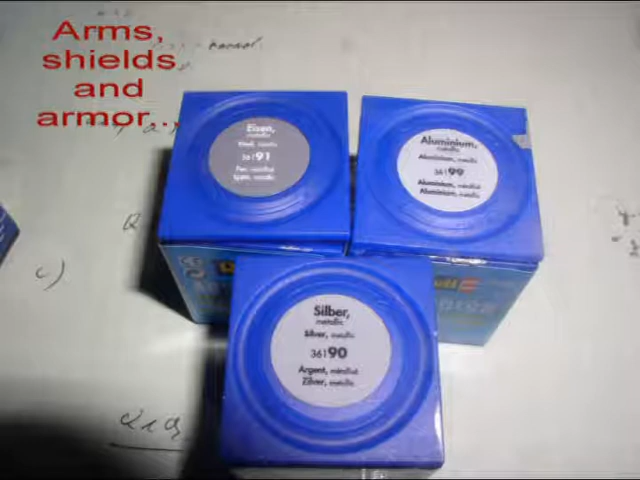 Arms,
shields
and
armor...
Eisen,
metallic
Steel, metallic
36191
Fer, métallisé
IJzer, metallic
Aluminium,
metallic
Aluminium, metallic
36199
Aluminium, métallisé
Aluminium, metallic
Silber,
metallic
Silver, metallic
36190
Argent, métallisé
Zilver, metallic
c)